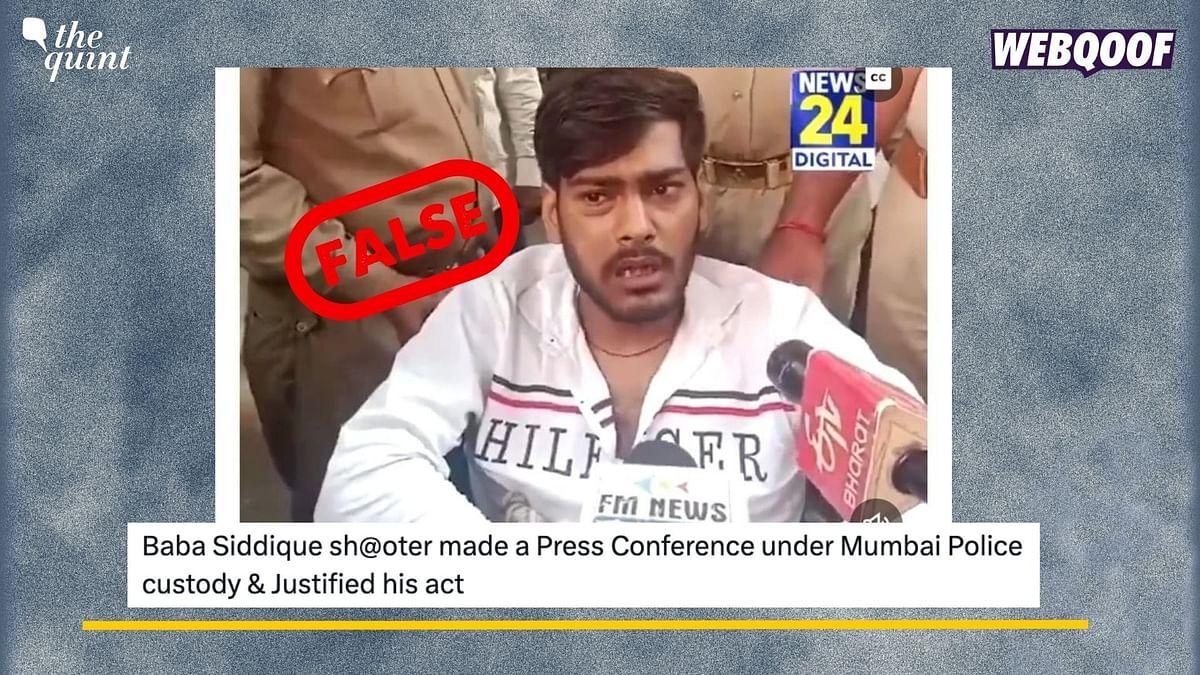 the
quint
WEBQOOF
NEWS
24
DIGITAL
CC
FALSE
HILF GER
BHARAT
FM NEWS
Baba Siddique sh@oter made a Press Conference under Mumbai Police
custody & Justified his act